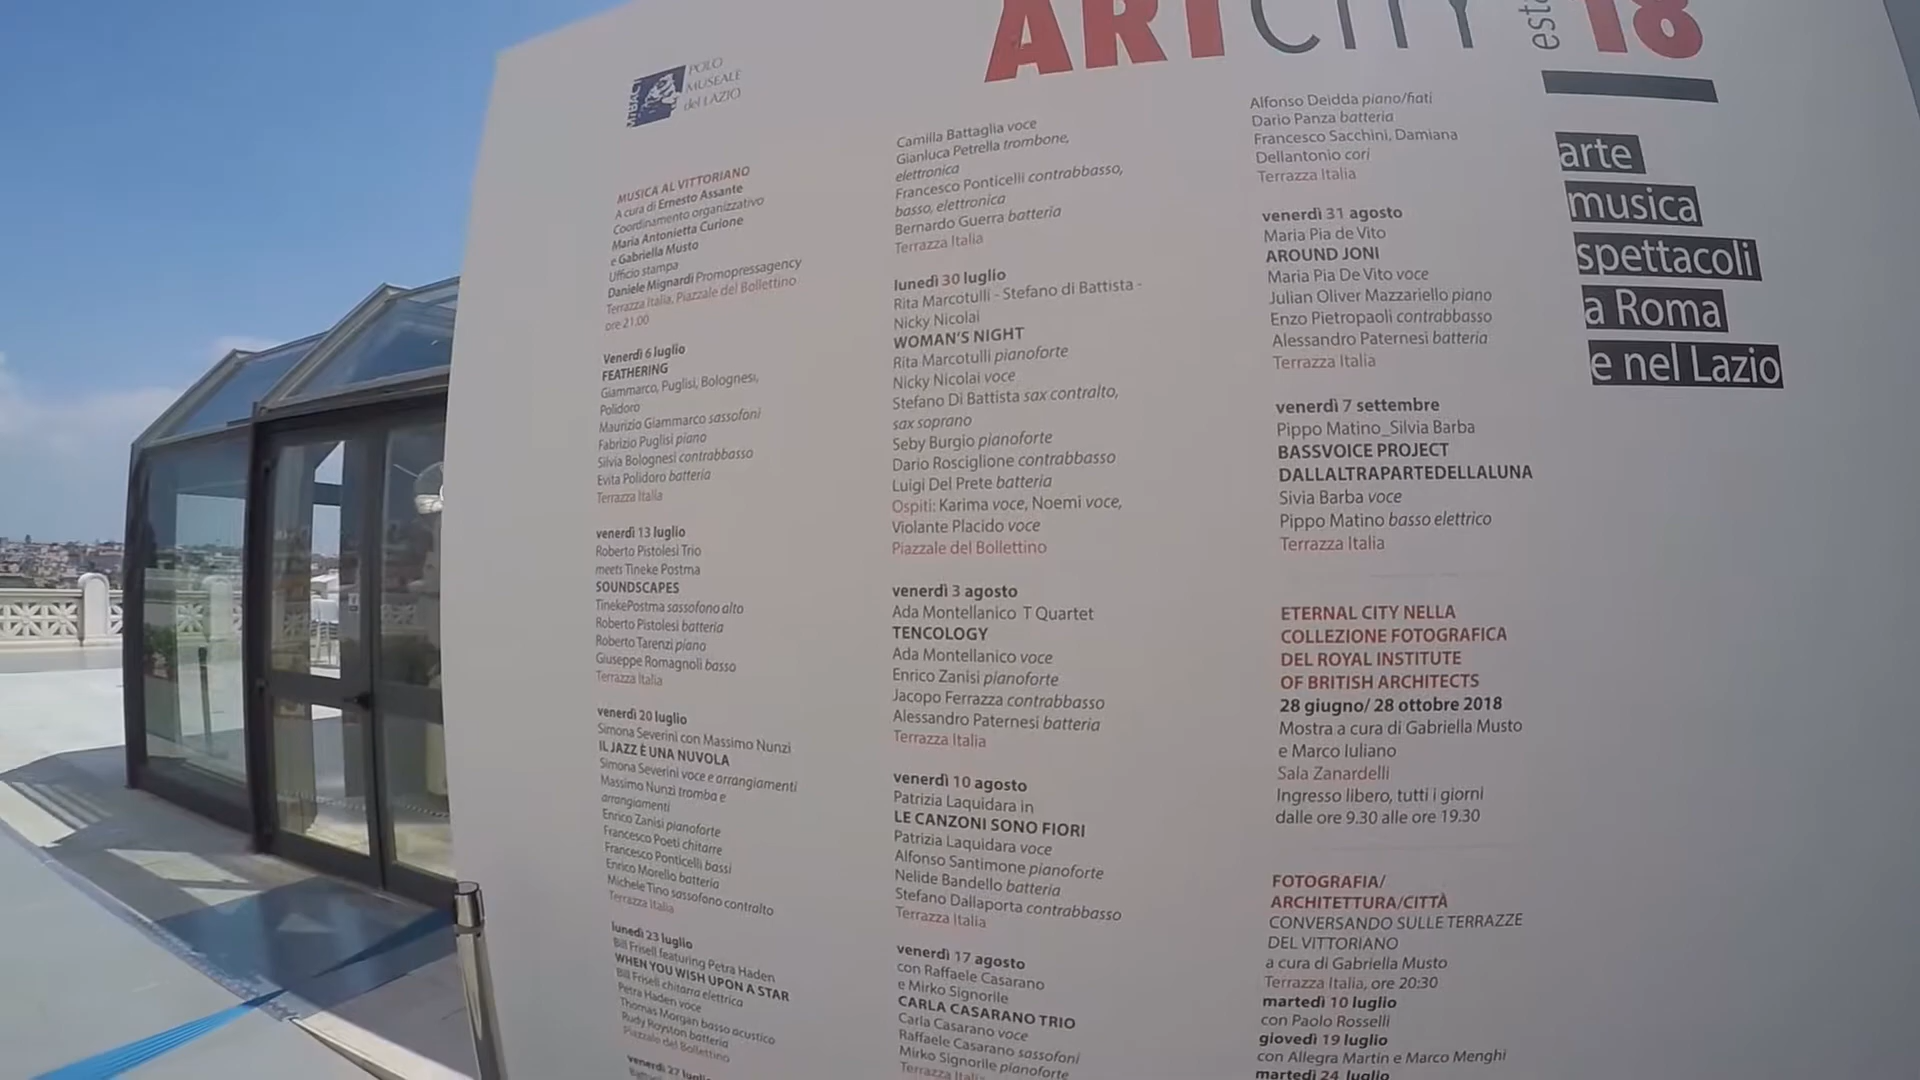 ARTCITY
18
MiBACT
POLO
MUSEALE
del LAZIO
MUSICA AL VITTORIANO
A cura di Ernesto Assante
Coordinamento organizzativo
Maria Antonietta Curione
e Gabriella Musto
Ufficio stampa
Daniele Mignardi Promopressagency
Terrazza Italia, Piazzale del Bollettino
ore 21.00
Venerdì 6 luglio
FEATHERING
Giammarco, Puglisi, Bolognesi,
Polidoro
Maurizio Giammarco sassofoni
Fabrizio Puglisi piano
Silvia Bolognesi contrabbasso
Evita Polidoro batteria
Terrazza Italia
venerdì 13 luglio
Roberto Pistolesi Trio
meets Tineke Postma
SOUNDSCAPES
TinekePostma sassofono alto
Roberto Pistolesi batteria
Roberto Tarenzi piano
Giuseppe Romagnoli basso
Terrazza Italia
venerdì 20 luglio
Simona Severini con Massimo Nunzi
IL JAZZ È UNA NUVOLA
Simona Severini voce e arrangiamenti
Massimo Nunzi tromba e
arrangiamenti
Enrico Zanisi pianoforte
Francesco Poeti chitarre
Francesco Ponticelli bassi
Enrico Morello batteria
Michele Tino sassofono contralto
Terrazza Italia
lunedì 23 luglio
Bill Frisell featuring Petra Haden
WHEN YOU WISH UPON A STAR
Bill Frisell chitarra elettrica
Petra Haden voce
Thomas Morgan basso acustico
Rudy Royston batteria
Piazzale del Bollettino
venerdì 27 luglio
Camilla Battaglia voce
Gianluca Petrella trombone,
elettronica
Francesco Ponticelli contrabbasso,
basso, elettronica
Bernardo Guerra batteria
Terrazza Italia
lunedì 30 luglio
Rita Marcotulli - Stefano di Battista -
Nicky Nicolai
WOMAN'S NIGHT
Rita Marcotulli pianoforte
Nicky Nicolai voce
Stefano Di Battista sax contralto,
sax soprano
Seby Burgio pianoforte
Dario Rosciglione contrabbasso
Luigi Del Prete batteria
Ospiti: Karima voce, Noemi voce,
Violante Placido voce
Piazzale del Bollettino
venerdì 3 agosto
Ada Montellanico T Quartet
TENCOLOGY
Ada Montellanico voce
Enrico Zanisi pianoforte
Jacopo Ferrazza contrabbasso
Alessandro Paternesi batteria
Terrazza Italia
venerdì 10 agosto
Patrizia Laquidara in
LE CANZONI SONO FIORI
Patrizia Laquidara voce
Alfonso Santimone pianoforte
Nelide Bandello batteria
Stefano Dallaporta contrabbasso
Terrazza Italia
venerdì 17 agosto
con Raffaele Casarano
e Mirko Signorile
CARLA CASARANO TRIO
Carla Casarano voce
Raffaele Casarano sassofoni
Mirko Signorile pianoforte
Terrazza Italia
Alfonso Deidda piano/fiati
Dario Panza batteria
Francesco Sacchini, Damiana
Dellantonio cori
Terrazza Italia
venerdì 31 agosto
Maria Pia de Vito
AROUND JONI
Maria Pia De Vito voce
Julian Oliver Mazzariello piano
Enzo Pietropaoli contrabbasso
Alessandro Paternesi batteria
Terrazza Italia
venerdì 7 settembre
Pippo Matino_Silvia Barba
BASSVOICE PROJECT
DALLALTRAPARTEDELLALUNA
Sivia Barba voce
Pippo Matino basso elettrico
Terrazza Italia
ETERNAL CITY NELLA
COLLEZIONE FOTOGRAFICA
DEL ROYAL INSTITUTE
OF BRITISH ARCHITECTS
28 giugno/ 28 ottobre 2018
Mostra a cura di Gabriella Musto
e Marco Iuliano
Sala Zanardelli
Ingresso libero, tutti i giorni
dalle ore 9.30 alle ore 19.30
FOTOGRAFIA/
ARCHITETTURA/CITTÀ
CONVERSANDO SULLE TERRAZZE
DEL VITTORIANO
a cura di Gabriella Musto
Terrazza Italia, ore 20:30
martedì 10 luglio
con Paolo Rosselli
giovedì 19 luglio
con Allegra Martin e Marco Menghi
martedì 24 luglio
arte
musica
spettacoli
a Roma
e nel Lazio